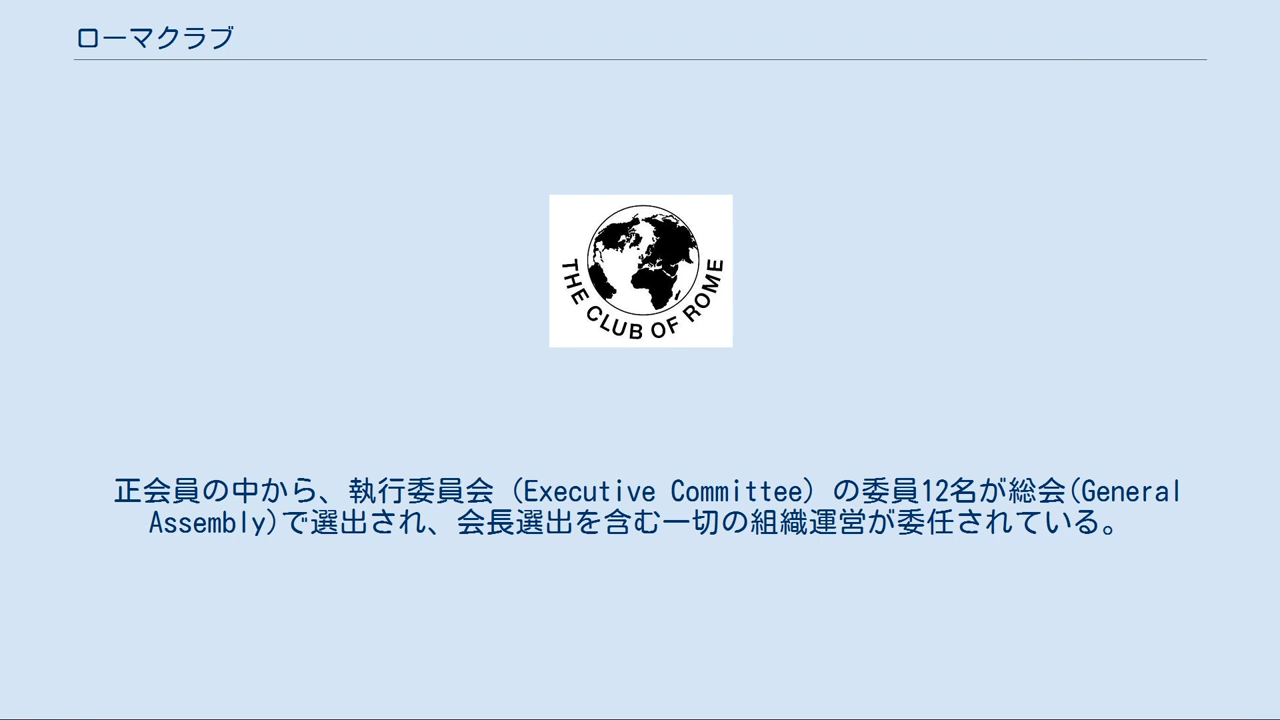 ローマクラブ
THE CLUB OF ROME
正会員の中から、執行委員会（Executive Committee）の委員12名が総会(General
Assembly)で選出され、会長選出を含む一切の組織運営が委任されている。